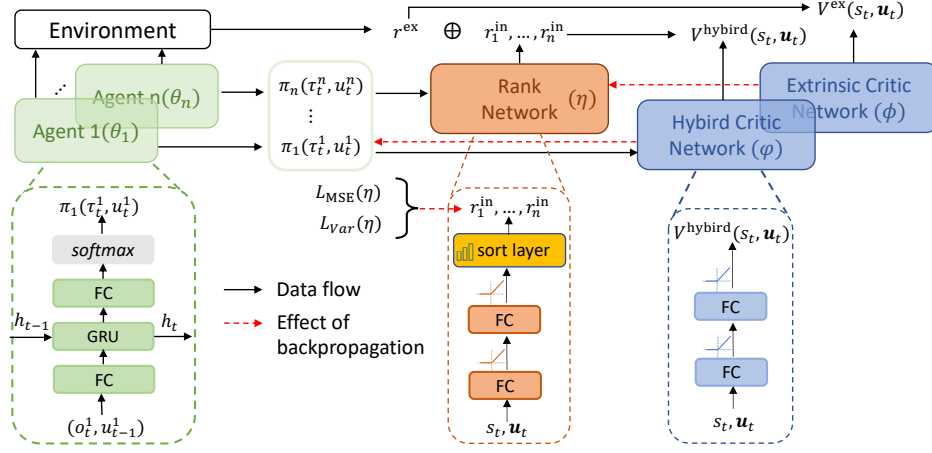 Environment
r^ex ⊕ r_1^in, ..., r_n^in
V^ex(s_t, u_t)
V^hybird(s_t, u_t)
Agent n(θ_n)
Agent 1(θ_1)
π_n(τ_t^n, u_t^n)
⋮
π_1(τ_t^1, u_t^1)
Rank
Network (η)
Extrinsic Critic
Network (ϕ)
Hybird Critic
Network (φ)
π_1(τ_t^1, u_t^1)
softmax
FC
h_{t-1}
GRU
h_t
FC
(o_t^1, u_{t-1}^1)
L_MSE(η)
L_Var(η)
Data flow
Effect of
backpropagation
r_1^in, ..., r_n^in
sort layer
FC
FC
s_t, u_t
V^hybird(s_t, u_t)
FC
FC
s_t, u_t